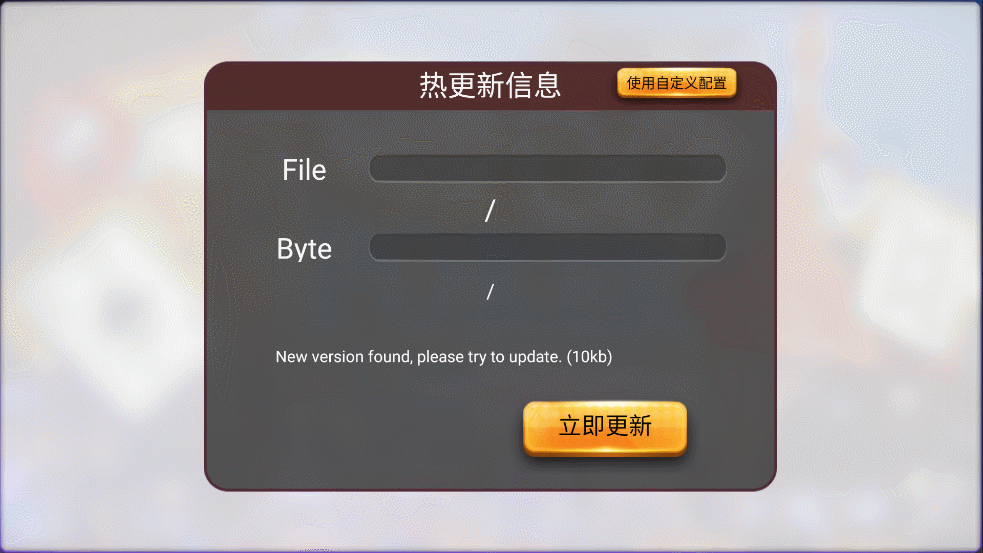 热更新信息
使用自定义配置
File
/
Byte
/
New version found, please try to update. (10kb)
立即更新